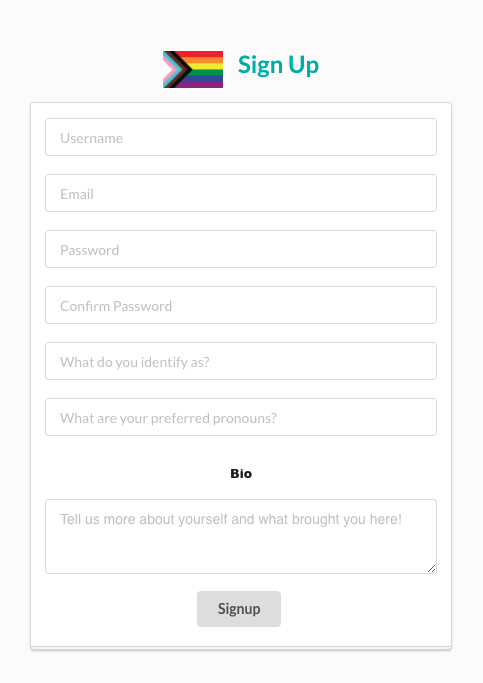 Sign Up
Username
Email
Password
Confirm Password
What do you identify as?
What are your preferred pronouns?
Bio
Tell us more about yourself and what brought you here!
Signup